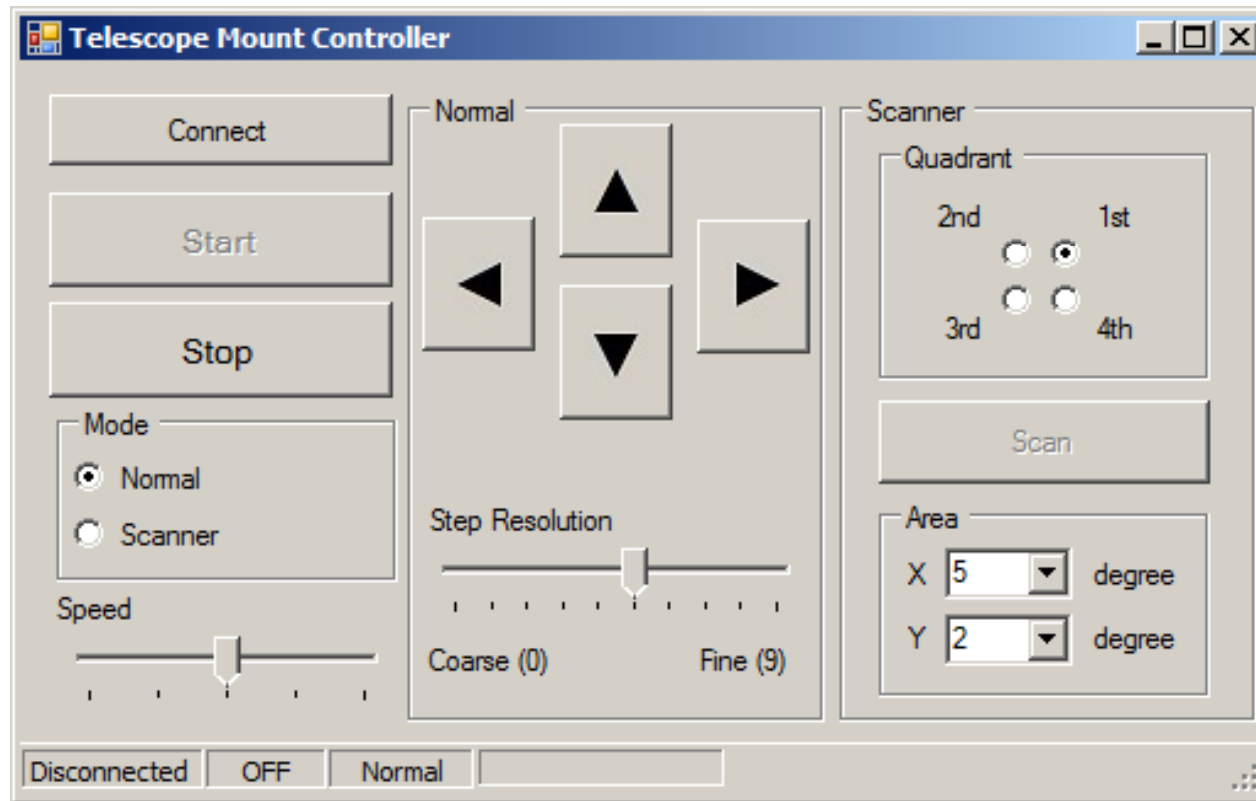 Telescope Mount Controller
Connect
Start
Stop
Mode
Normal
Scanner
Speed
Normal
Step Resolution
Coarse (0) Fine (9)
Scanner
Quadrant
2nd 1st
3rd 4th
Scan
Area
X 5 degree
Y 2 degree
Disconnected OFF Normal